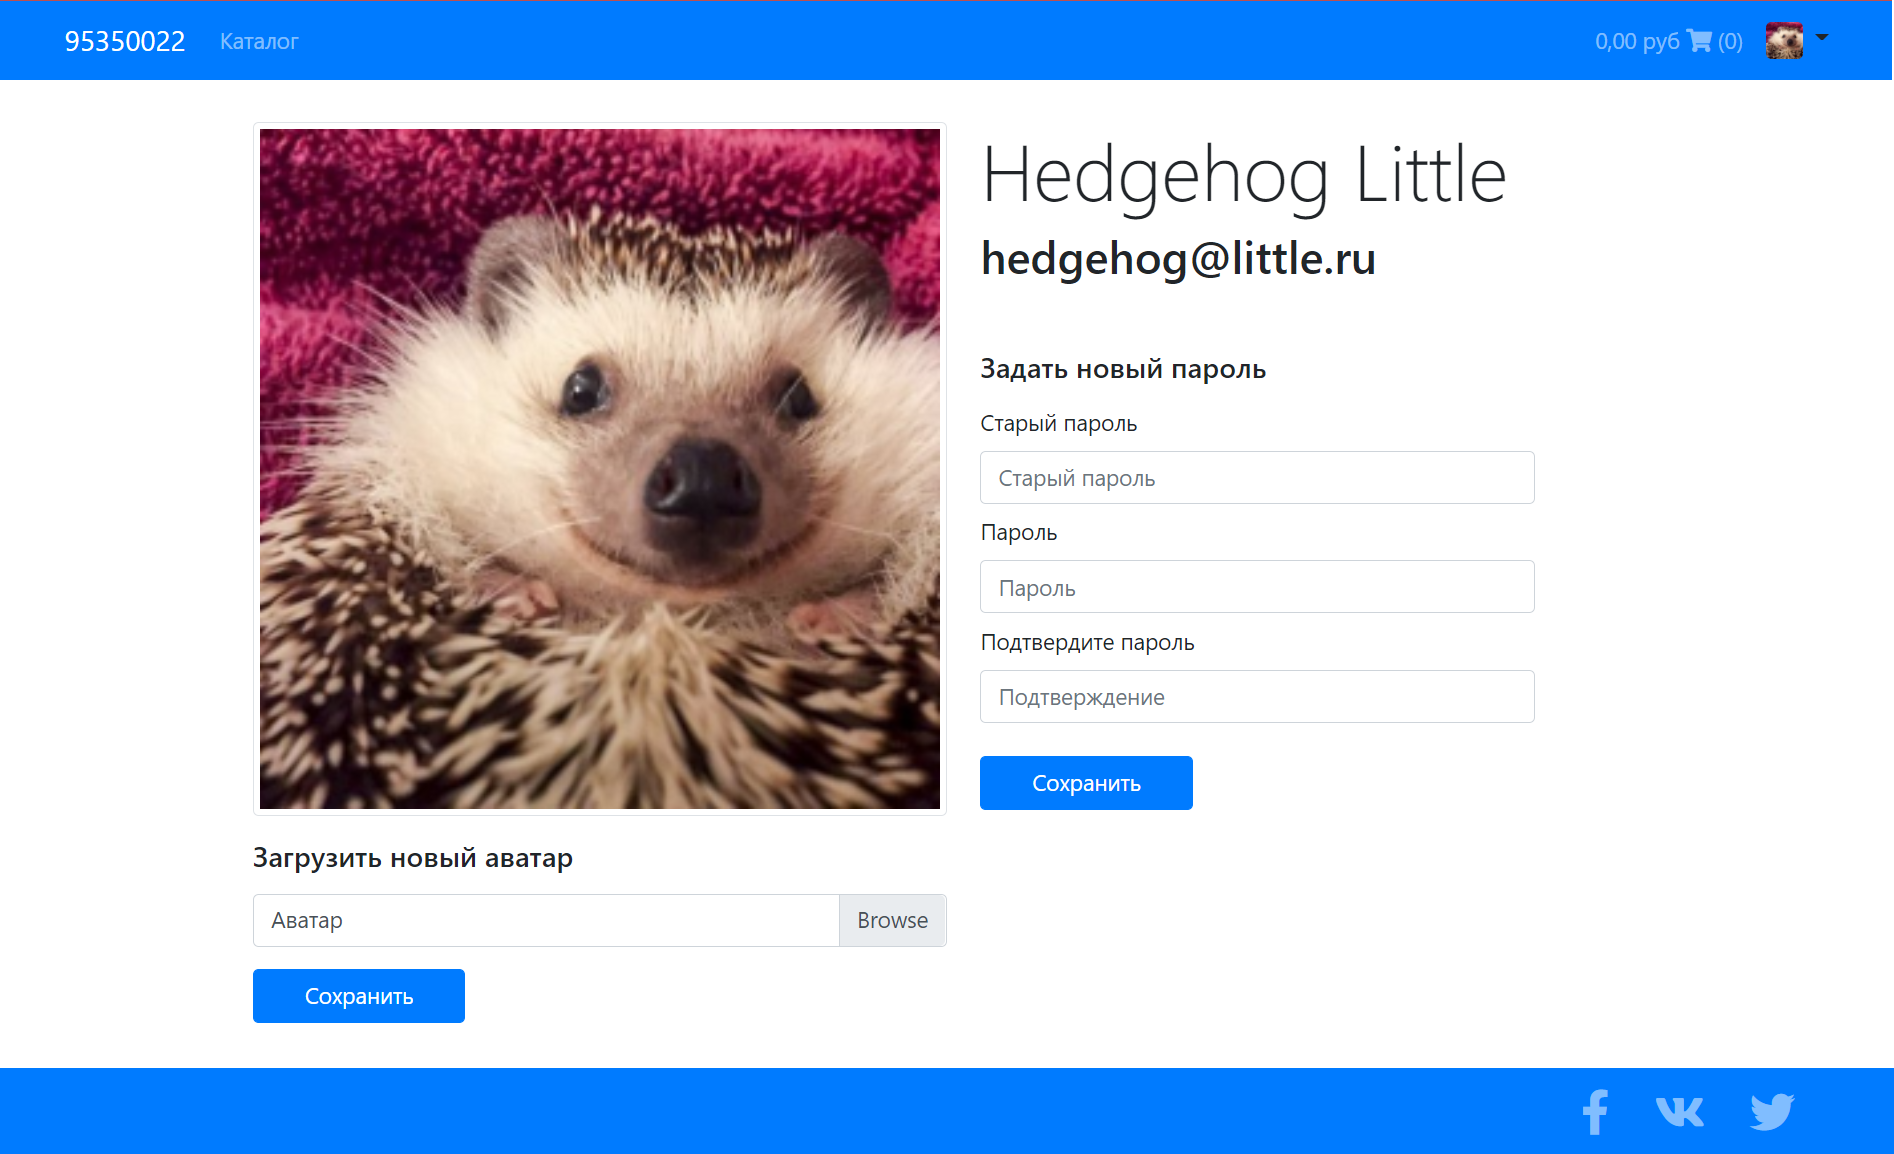 95350022 Каталог 0,00 руб (0)
Hedgehog Little
hedgehog@little.ru
Задать новый пароль
Старый пароль
Старый пароль
Пароль
Пароль
Подтвердите пароль
Подтверждение
Сохранить
Загрузить новый аватар
Аватар Browse
Сохранить